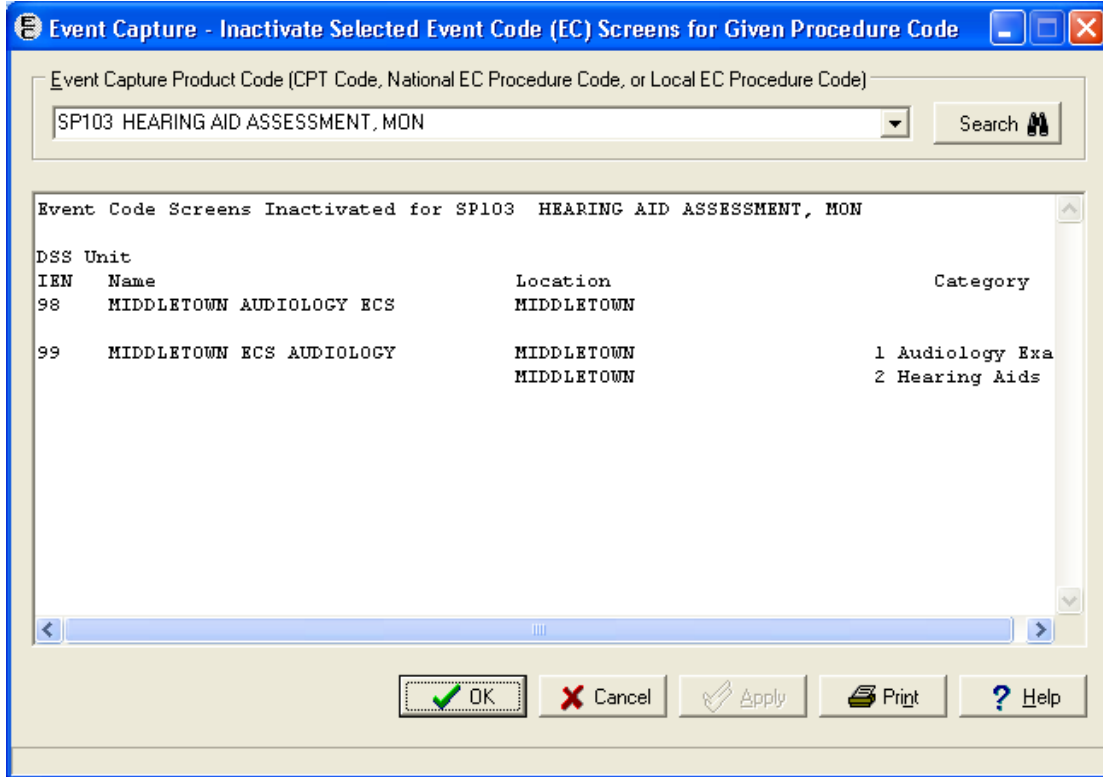 Event Capture - Inactivate Selected Event Code (EC) Screens for Given Procedure Code
Event Capture Product Code (CPT Code, National EC Procedure Code, or Local EC Procedure Code)
SP103 HEARING AID ASSESSMENT, MON
Search
Event Code Screens Inactivated for SP103 HEARING AID ASSESSMENT, MON
DSS Unit
IEN Name Location Category
98 MIDDLETOWN AUDIOLOGY ECS MIDDLETOWN
99 MIDDLETOWN ECS AUDIOLOGY MIDDLETOWN 1 Audiology Exa
MIDDLETOWN 2 Hearing Aids
OK Cancel Apply Print Help